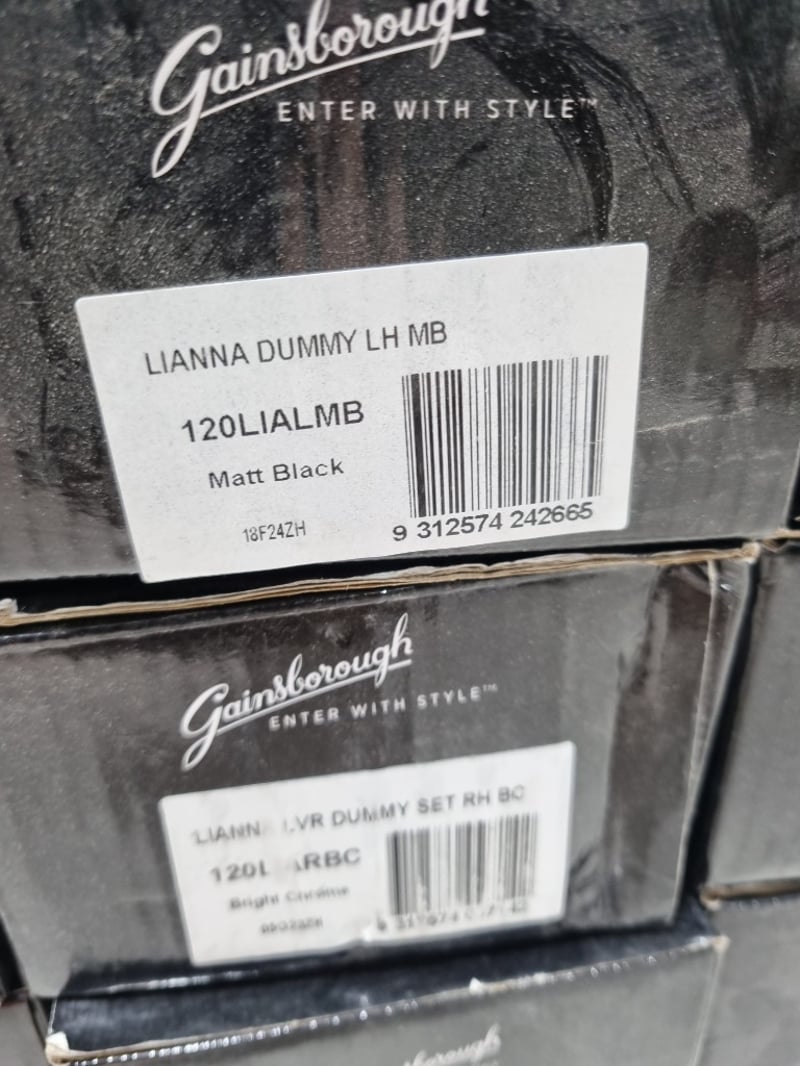 Gainsborough
ENTER WITH STYLE™
LIANNA DUMMY LH MB
120LIALMB
Matt Black
18F24ZH
9 312574 242665
Gainsborough
ENTER WITH STYLE™
LVR DUMMY SET RH BC
Bright Chrome